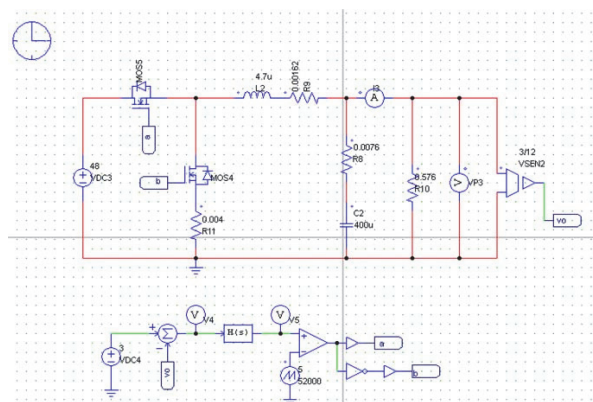 MOS5
4.7u
L2
0.00162
R9
I3
A
a
48
VDC3
b
MOS4
0.004
R11
0.0076
R8
C2
400u
0.576
R10
V
VP3
3/12
VSEN2
vo
V
V4
V
V5
H(s)
Σ
3
VDC4
vo
5
52000
a
b